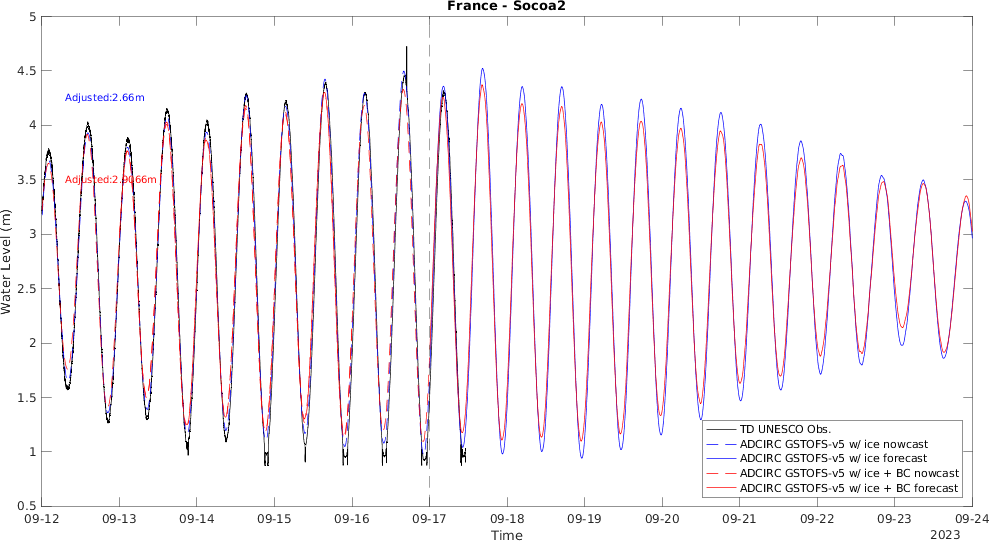 France - Socoa2
5
4.5
4
3.5
3
2.5
2
1.5
1
0.5
Water Level (m)
Adjusted:2.66m
Adjusted:2.9066m
TD UNESCO Obs.
ADCIRC GSTOFS-v5 w/ ice nowcast
ADCIRC GSTOFS-v5 w/ ice forecast
ADCIRC GSTOFS-v5 w/ ice + BC nowcast
ADCIRC GSTOFS-v5 w/ ice + BC forecast
09-12 09-13 09-14 09-15 09-16 09-17 09-18 09-19 09-20 09-21 09-22 09-23 09-24
Time
2023